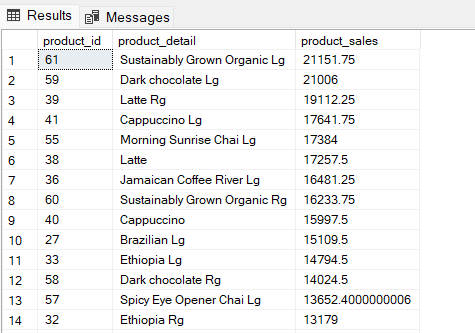 Results Messages
product_id product_detail product_sales
1 61 Sustainably Grown Organic Lg 21151.75
2 59 Dark chocolate Lg 21006
3 39 Latte Rg 19112.25
4 41 Cappuccino Lg 17641.75
5 55 Morning Sunrise Chai Lg 17384
6 38 Latte 17257.5
7 36 Jamaican Coffee River Lg 16481.25
8 60 Sustainably Grown Organic Rg 16233.75
9 40 Cappuccino 15997.5
10 27 Brazilian Lg 15109.5
11 33 Ethiopia Lg 14794.5
12 58 Dark chocolate Rg 14024.5
13 57 Spicy Eye Opener Chai Lg 13652.4000000006
14 32 Ethiopia Rg 13179